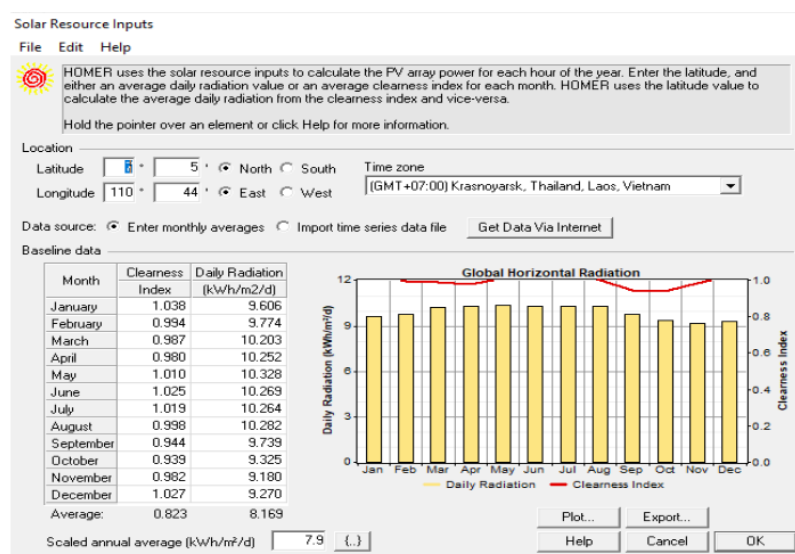 Solar Resource Inputs
File Edit Help
HOMER uses the solar resource inputs to calculate the PV array power for each hour of the year. Enter the latitude, and
either an average daily radiation value or an average clearness index for each month. HOMER uses the latitude value to
calculate the average daily radiation from the clearness index and vice-versa.
Hold the pointer over an element or click Help for more information.
Location
Latitude ° 5 ' North South Time zone
Longitude 110 ° 44 ' East West (GMT+07:00) Krasnoyarsk, Thailand, Laos, Vietnam
Data source: Enter monthly averages Import time series data file Get Data Via Internet
Baseline data
Month Clearness Index Daily Radiation (kWh/m2/d)
January 1.038 9.606
February 0.994 9.774
March 0.987 10.203
April 0.980 10.252
May 1.010 10.328
June 1.025 10.269
July 1.019 10.264
August 0.998 10.282
September 0.944 9.739
October 0.939 9.325
November 0.982 9.180
December 1.027 9.270
Average: 0.823 8.169
Scaled annual average (kWh/m²/d) 7.9 {..}
Global Horizontal Radiation
Daily Radiation (kWh/m²/d)
12
9
6
3
0
1.0
0.8
0.6
0.4
0.2
0.0
Clearness Index
Jan Feb Mar Apr May Jun Jul Aug Sep Oct Nov Dec
Daily Radiation Clearness Index
Plot... Export...
Help Cancel OK